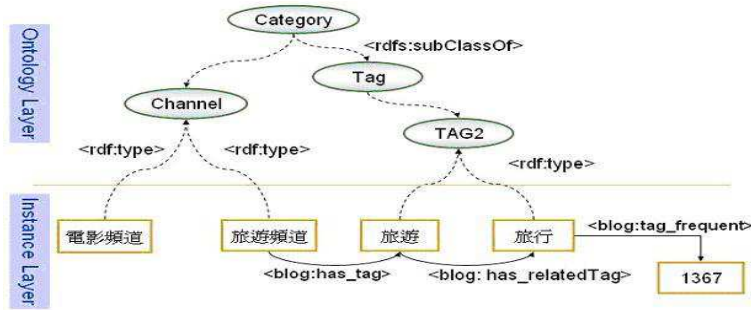 Ontology Layer
Category
<rdfs:subClassOf>
Tag
Channel
TAG2
<rdf:type>
<rdf:type>
<rdf:type>
Instance Layer
電影頻道
旅遊頻道
旅遊
旅行
<blog:tag_frequent>
<blog:has_tag>
<blog: has_relatedTag>
1367